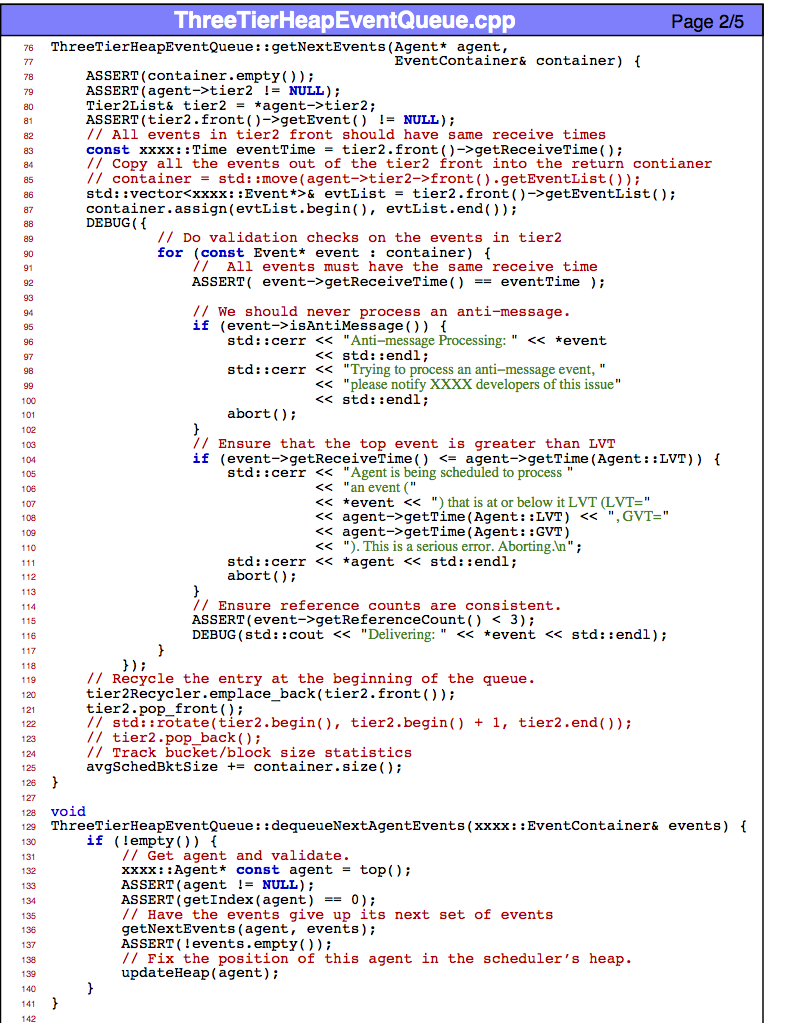 ThreeTierHeapEventQueue.cpp Page 2/5
76 ThreeTierHeapEventQueue::getNextEvents(Agent* agent,
77 EventContainer& container) {
78 ASSERT(container.empty());
79 ASSERT(agent->tier2 != NULL);
80 Tier2List& tier2 = *agent->tier2;
81 ASSERT(tier2.front()->getEvent() != NULL);
82 // All events in tier2 front should have same receive times
83 const xxxx::Time eventTime = tier2.front()->getReceiveTime();
84 // Copy all the events out of the tier2 front into the return contianer
85 // container = std::move(agent->tier2->front().getEventList());
86 std::vector<xxxx::Event*>& evtList = tier2.front()->getEventList();
87 container.assign(evtList.begin(), evtList.end());
88 DEBUG({
89 // Do validation checks on the events in tier2
90 for (const Event* event : container) {
91 // All events must have the same receive time
92 ASSERT( event->getReceiveTime() == eventTime );
93
94 // We should never process an anti-message.
95 if (event->isAntiMessage()) {
96 std::cerr << "Anti-message Processing: " << *event
97 << std::endl;
98 std::cerr << "Trying to process an anti-message event, "
99 << "please notify XXXX developers of this issue"
100 << std::endl;
101 abort();
102 }
103 // Ensure that the top event is greater than LVT
104 if (event->getReceiveTime() <= agent->getTime(Agent::LVT)) {
105 std::cerr << "Agent is being scheduled to process "
106 << "an event ("
107 << *event << ") that is at or below it LVT (LVT="
108 << agent->getTime(Agent::LVT) << ", GVT="
109 << agent->getTime(Agent::GVT)
110 << "). This is a serious error. Aborting.\n";
111 std::cerr << *agent << std::endl;
112 abort();
113 }
114 // Ensure reference counts are consistent.
115 ASSERT(event->getReferenceCount() < 3);
116 DEBUG(std::cout << "Delivering: " << *event << std::endl);
117 }
118 });
119 // Recycle the entry at the beginning of the queue.
120 tier2Recycler.emplace_back(tier2.front());
121 tier2.pop_front();
122 // std::rotate(tier2.begin(), tier2.begin() + 1, tier2.end());
123 // tier2.pop_back();
124 // Track bucket/block size statistics
125 avgSchedBktSize += container.size();
126 }
127
128 void
129 ThreeTierHeapEventQueue::dequeueNextAgentEvents(xxxx::EventContainer& events) {
130 if (!empty()) {
131 // Get agent and validate.
132 xxxx::Agent* const agent = top();
133 ASSERT(agent != NULL);
134 ASSERT(getIndex(agent) == 0);
135 // Have the events give up its next set of events
136 getNextEvents(agent, events);
137 ASSERT(!events.empty());
138 // Fix the position of this agent in the scheduler's heap.
139 updateHeap(agent);
140 }
141 }
142